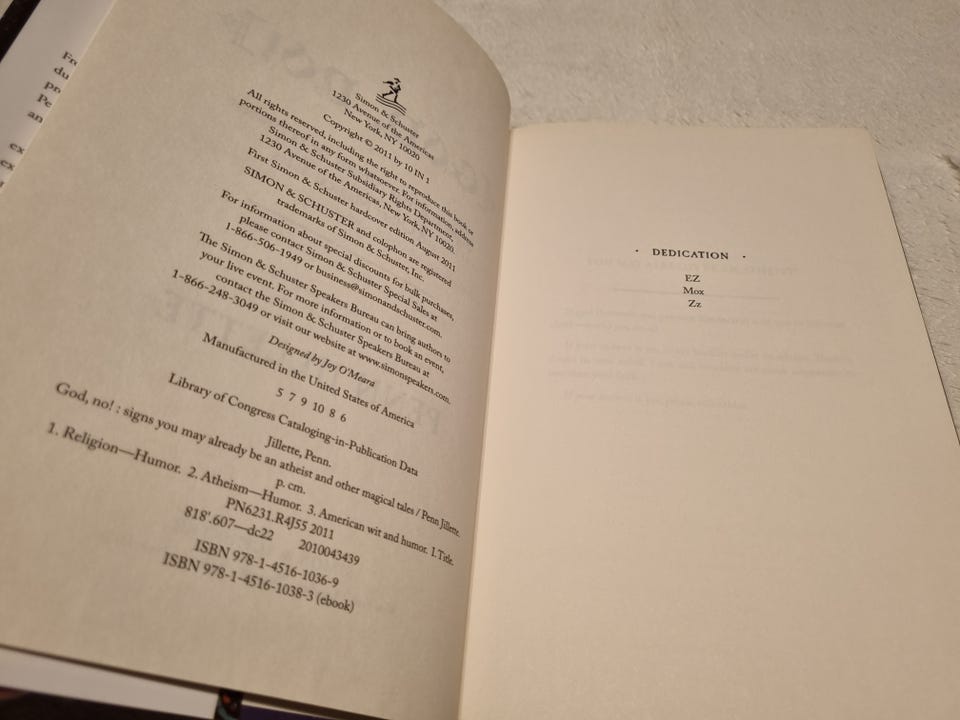 Simon & Schuster
1230 Avenue of the Americas
New York, NY 10020
Copyright © 2011 by 10 IN 1
All rights reserved, including the right to reproduce this book or
portions thereof in any form whatsoever. For information, address
Simon & Schuster Subsidiary Rights Department,
1230 Avenue of the Americas, New York, NY 10020
First Simon & Schuster hardcover edition August 2011
SIMON & SCHUSTER and colophon are registered
trademarks of Simon & Schuster, Inc.
For information about special discounts for bulk purchases,
please contact Simon & Schuster Special Sales at
1-866-506-1949 or business@simonandschuster.com.
The Simon & Schuster Speakers Bureau can bring authors to
your live event. For more information or to book an event,
contact the Simon & Schuster Speakers Bureau at
1-866-248-3049 or visit our website at www.simonspeakers.com.
Designed by Joy O'Meara
Manufactured in the United States of America
5 7 9 10 8 6
Library of Congress Cataloging-in-Publication Data
Jillette, Penn.
God, no! : signs you may already be an atheist and other magical tales / Penn Jillette.
p. cm.
1. Religion—Humor. 2. Atheism—Humor. 3. American wit and humor. I. Title.
PN6231.R4J55 2011
818'.607—dc22 2010043439
ISBN 978-1-4516-1036-9
ISBN 978-1-4516-1038-3 (ebook)
· DEDICATION ·
EZ
Mox
Zz